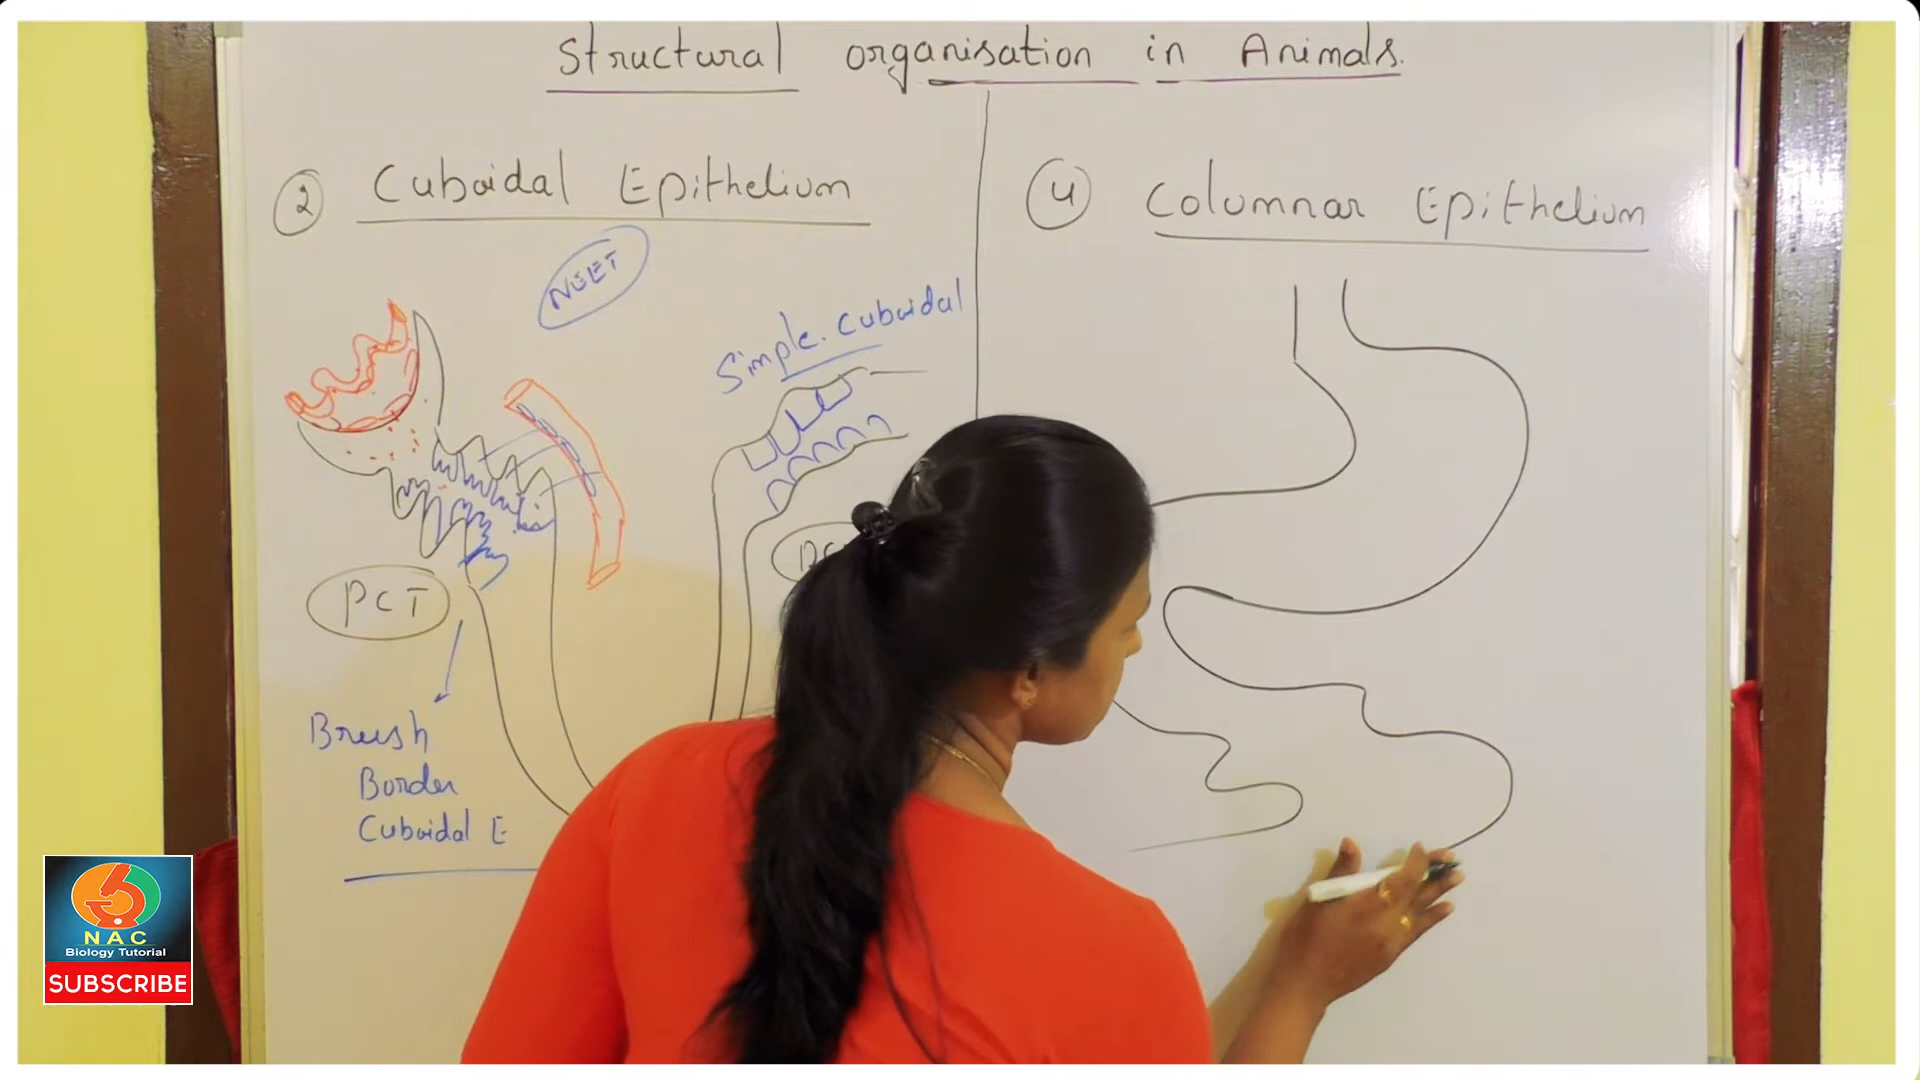 Structural organisation in Animals.
2 Cuboidal Epithelium
NEET
Simple. cuboidal
PCT
Brush
Border
Cuboidal E
4 Columnar Epithelium
NAC
Biology Tutorial
SUBSCRIBE